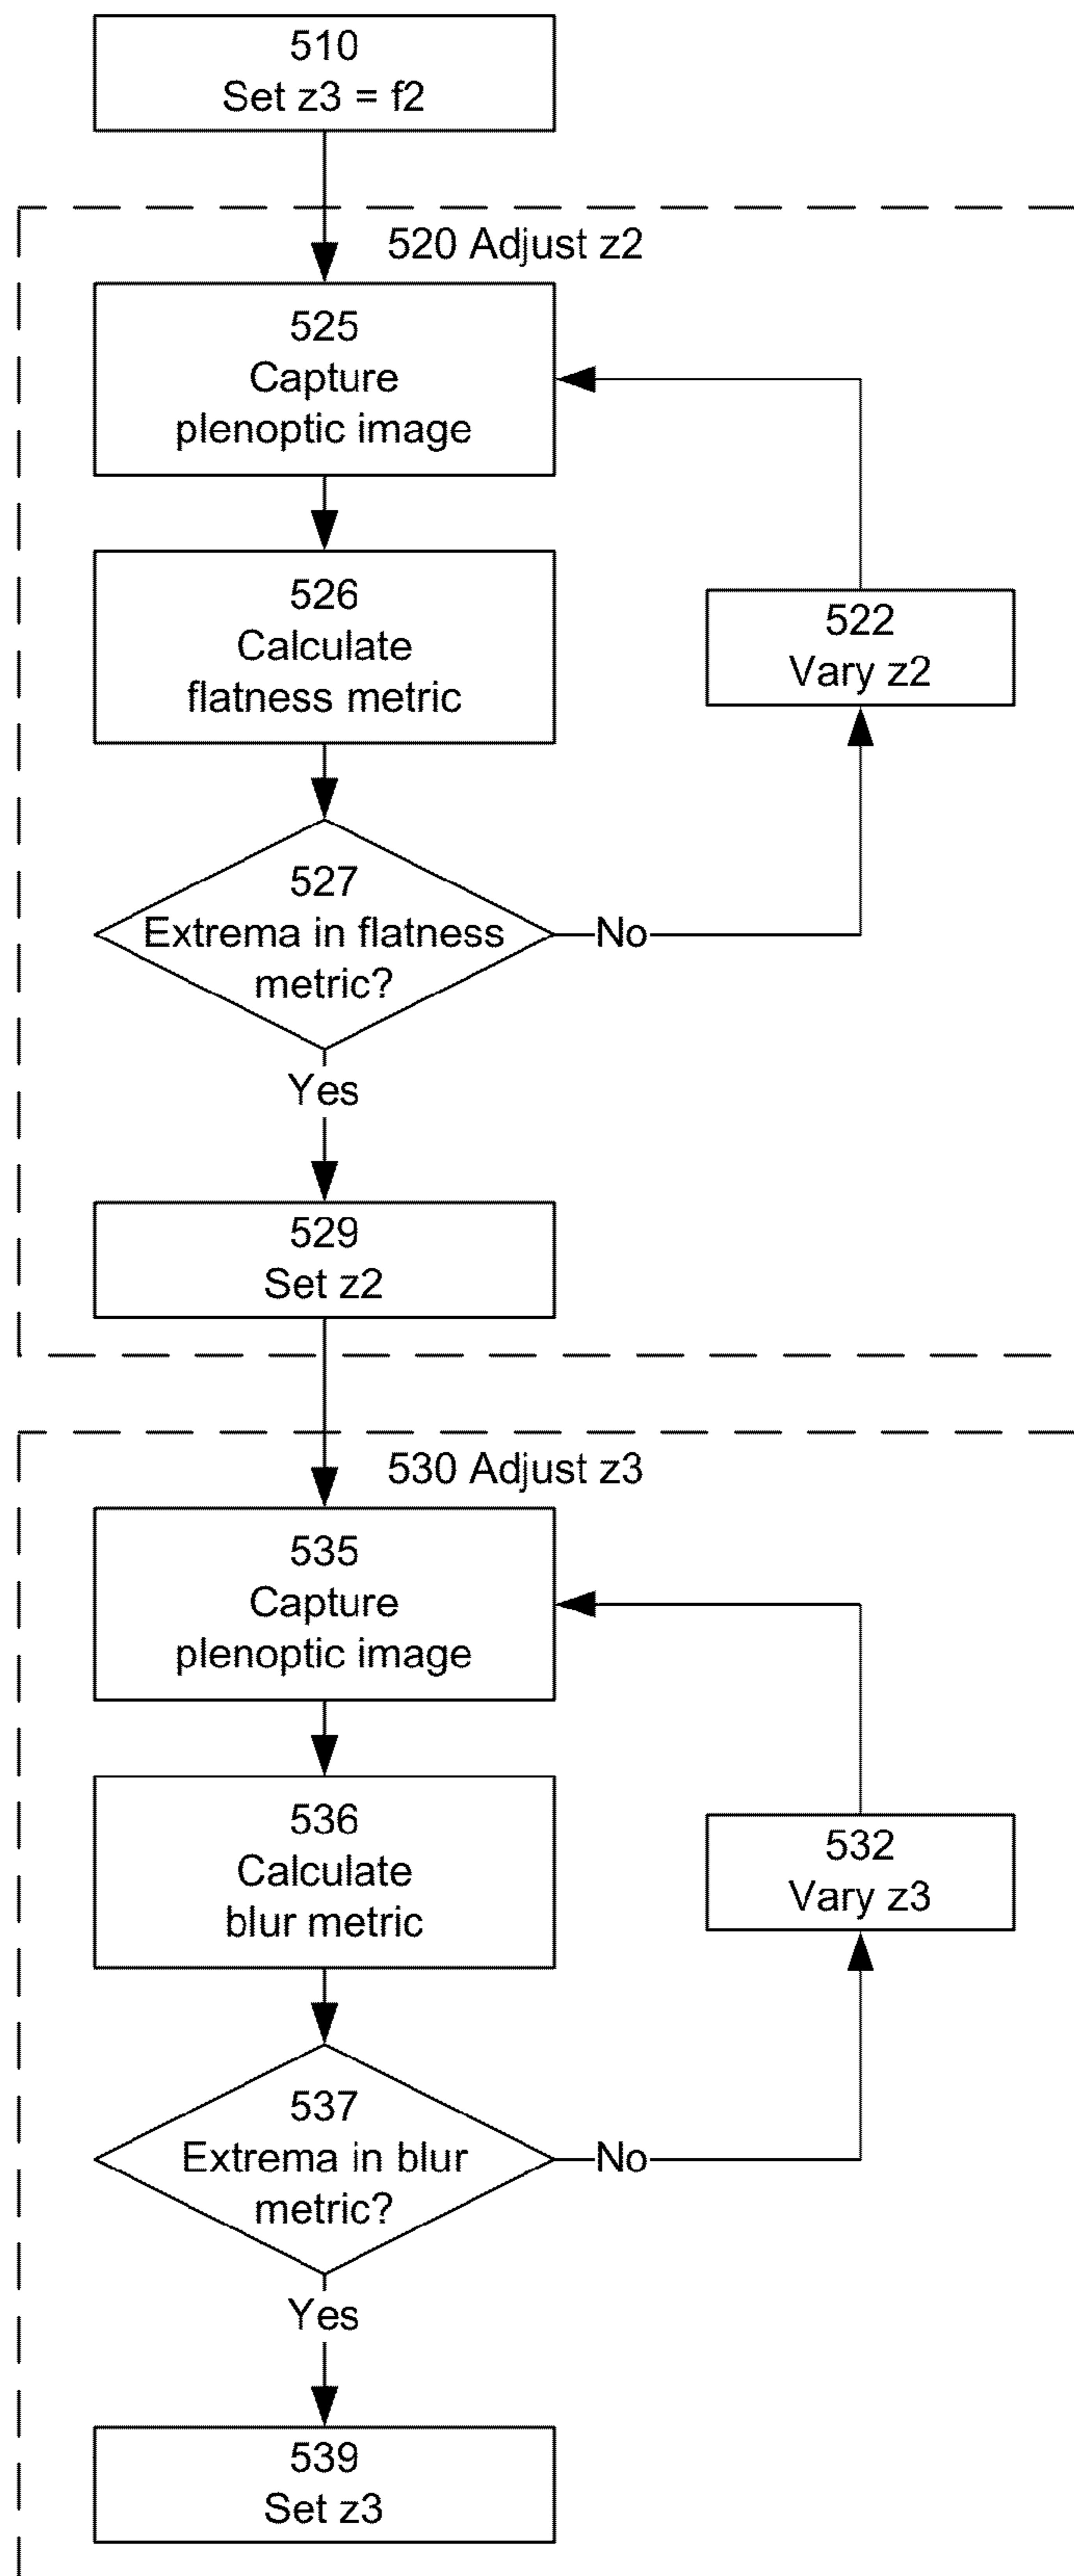 510
Set z3 = f2
520 Adjust z2
525
Capture
plenoptic image
526
Calculate
flatness metric
522
Vary z2
527
Extrema in flatness
metric?
No
Yes
529
Set z2
530 Adjust z3
535
Capture
plenoptic image
536
Calculate
blur metric
532
Vary z3
537
Extrema in blur
metric?
No
Yes
539
Set z3